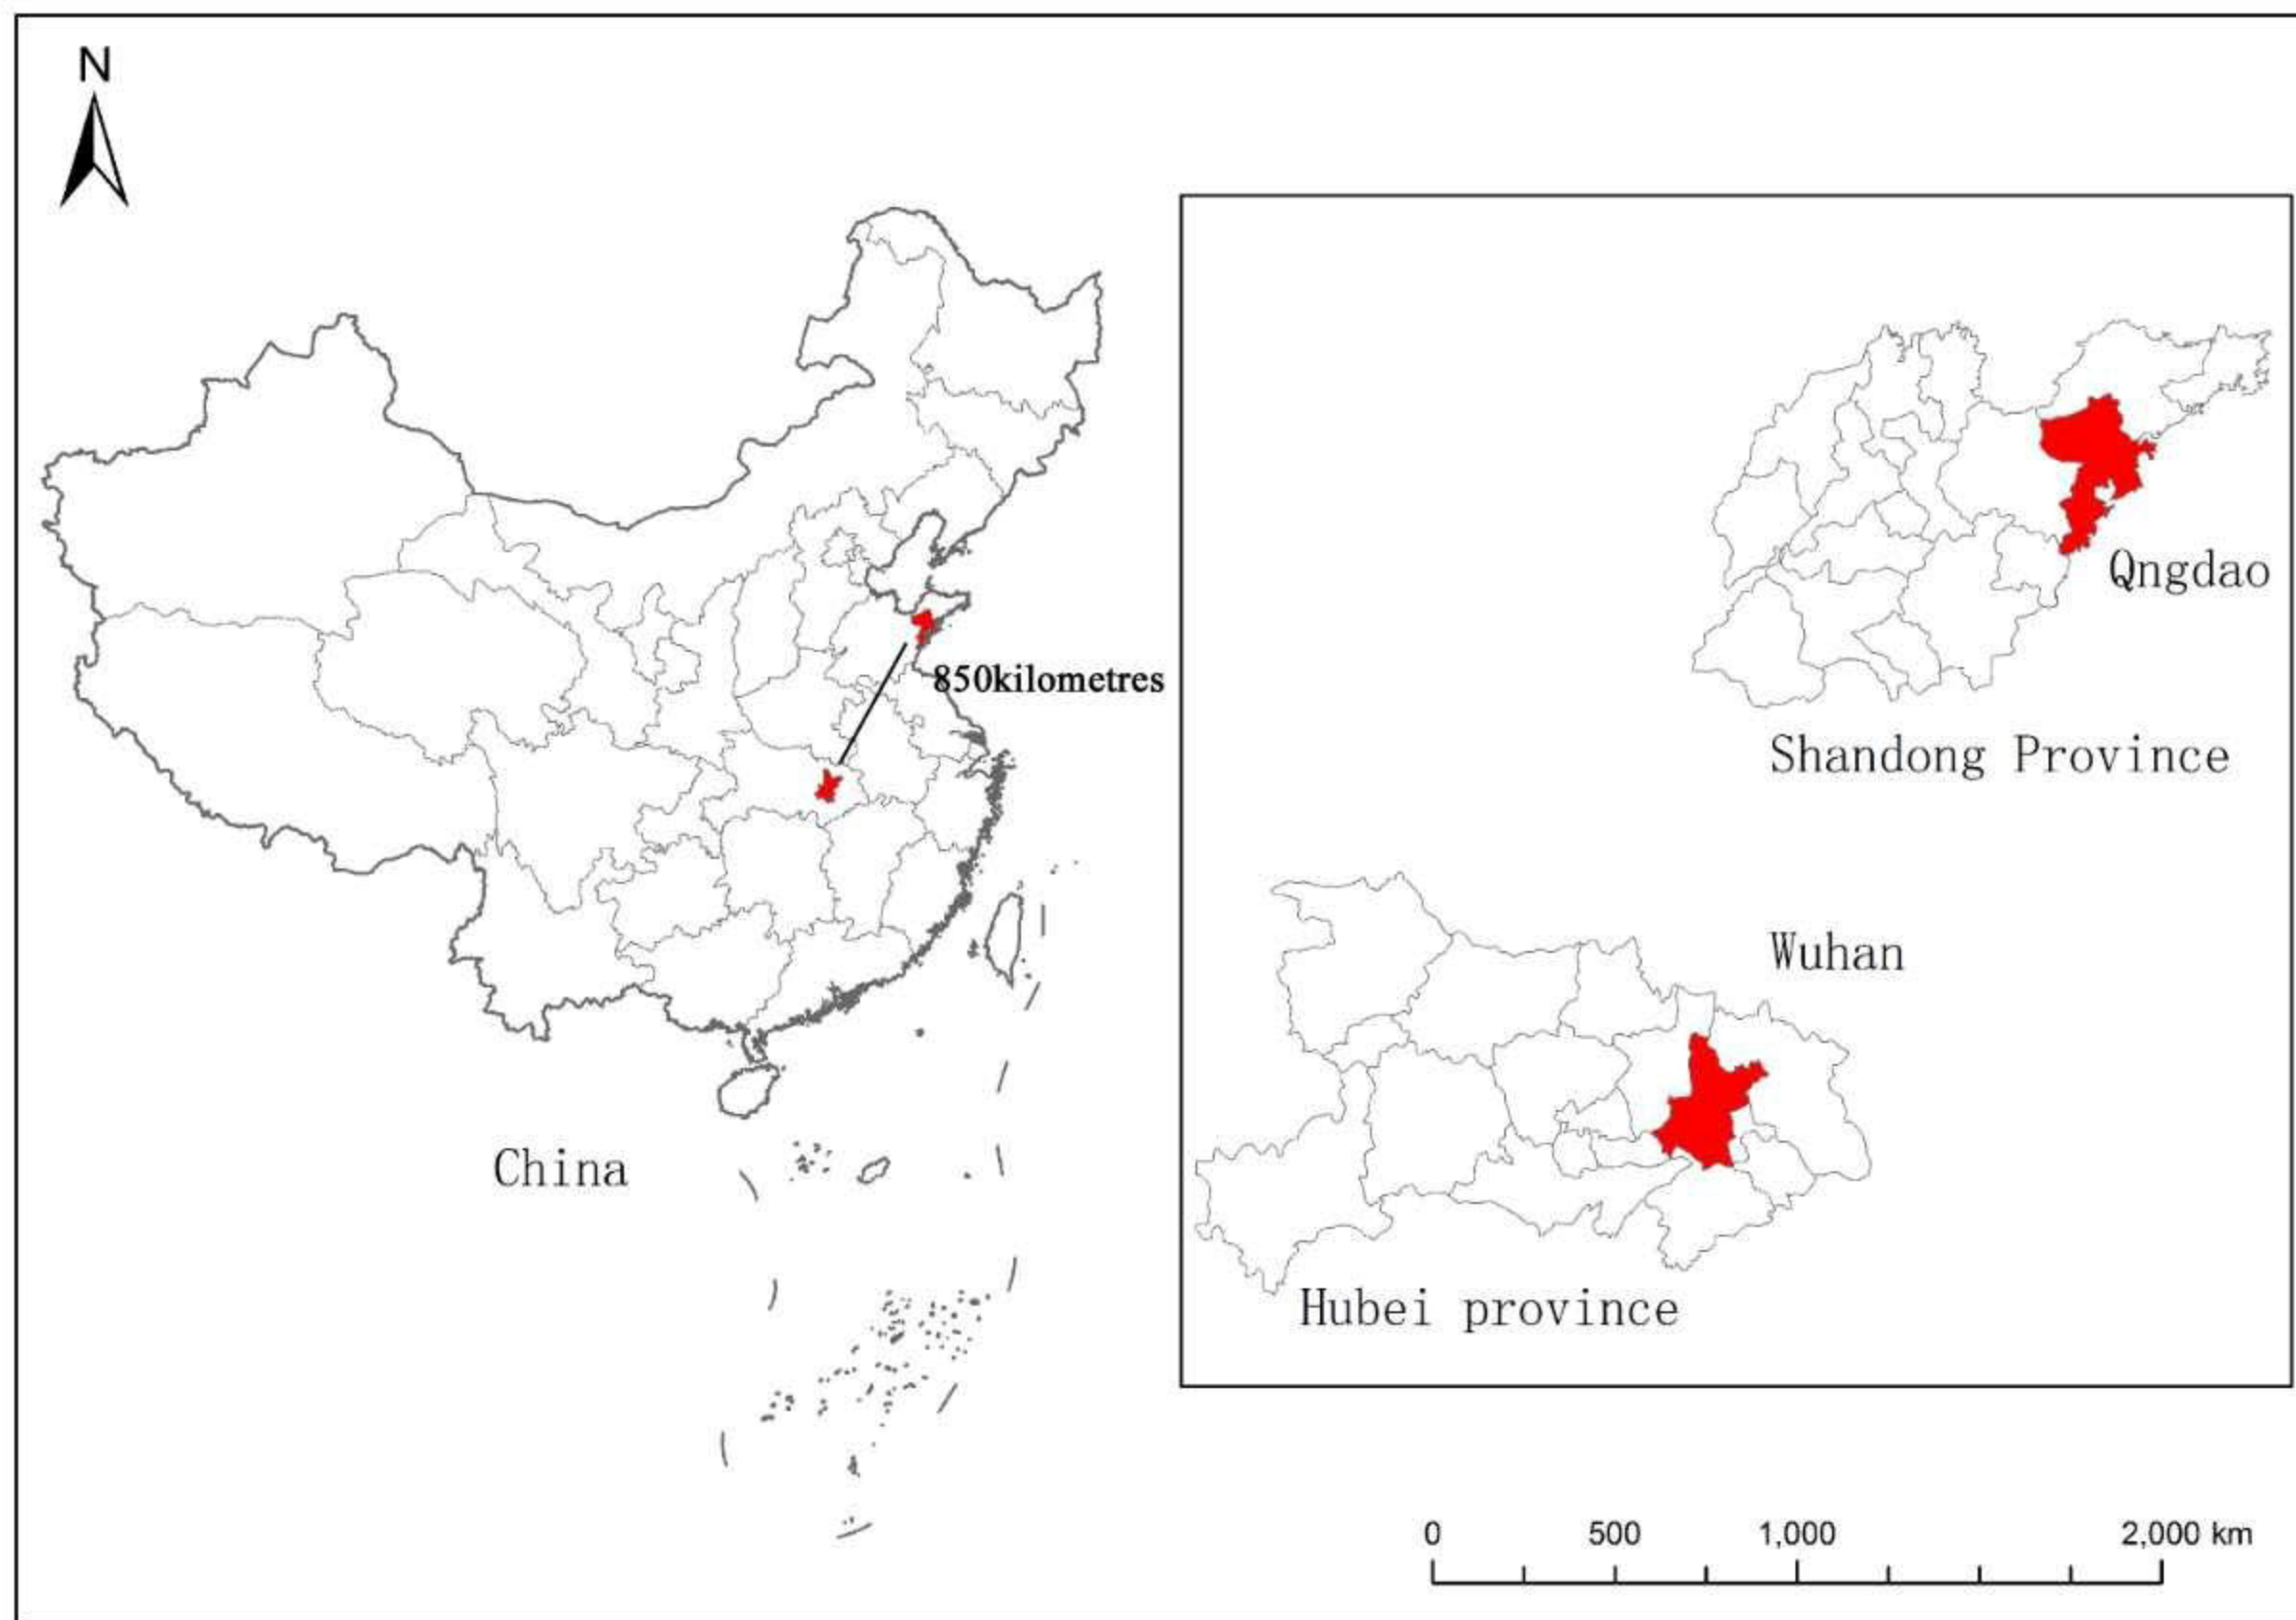 N
850kilometres
Qngdao
Shandong Province
Wuhan
China
Hubei province
0 500 1,000 2,000 km